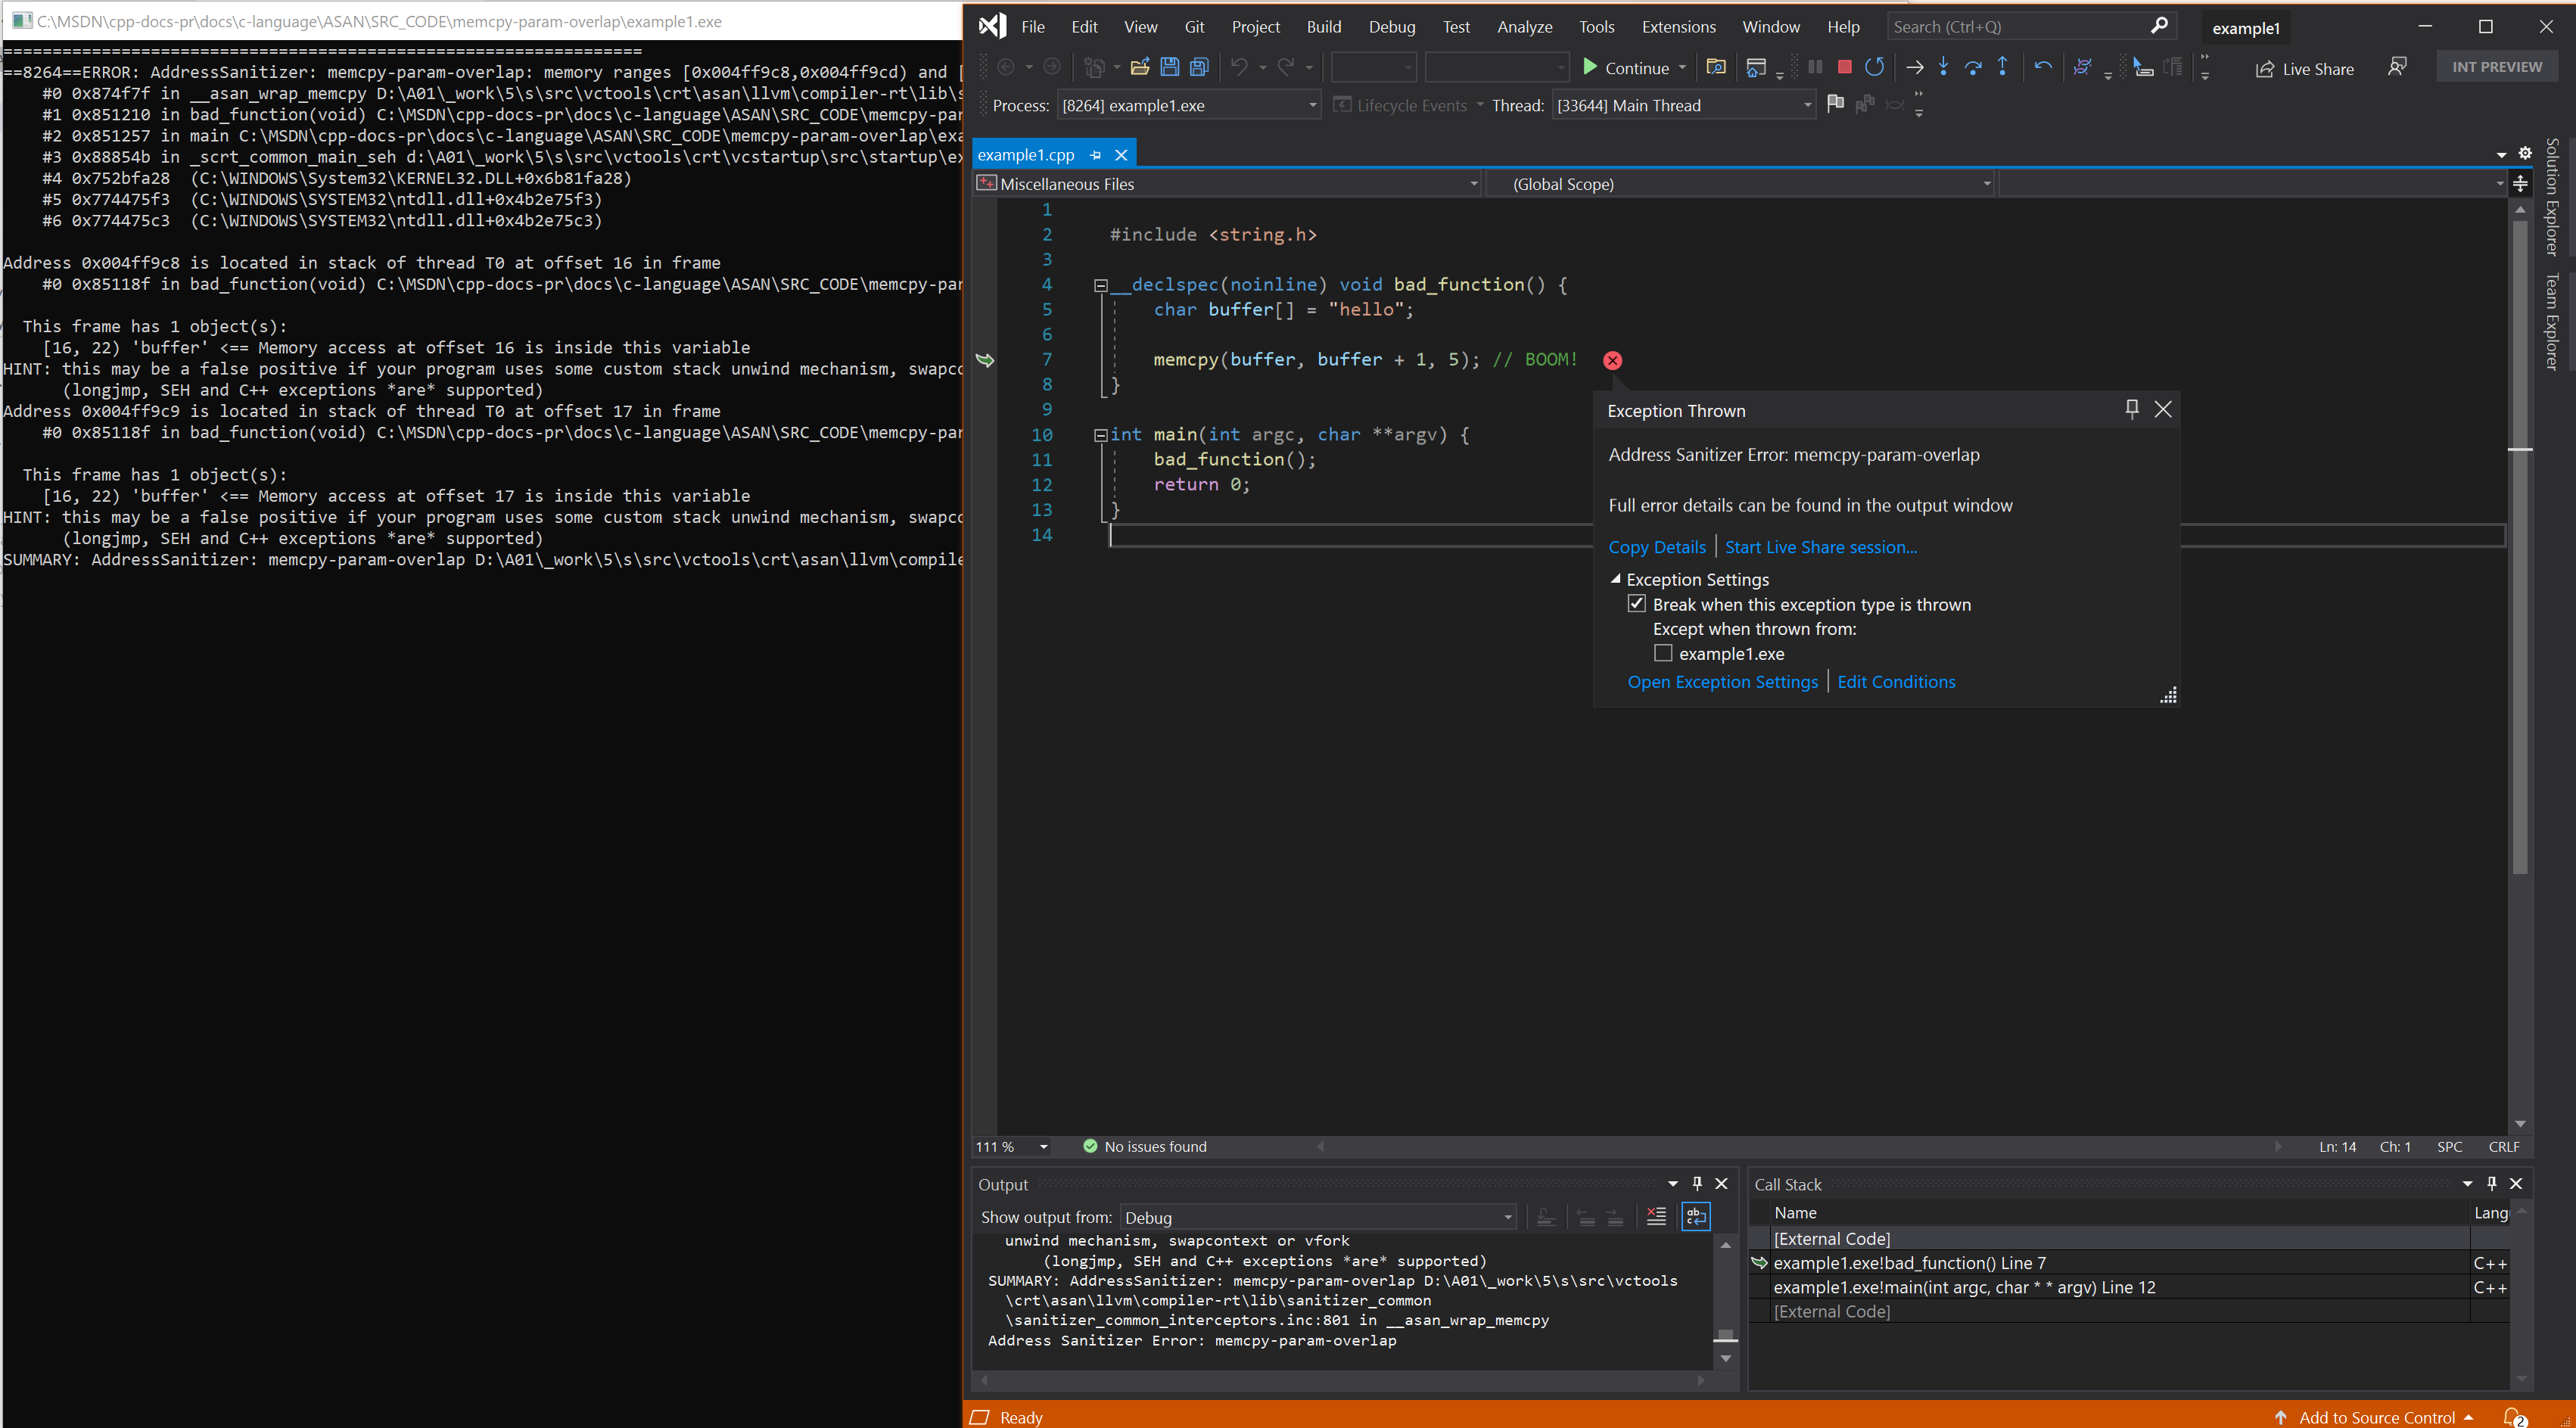 C:\MSDN\cpp-docs-pr\docs\c-language\ASAN\SRC_CODE\memcpy-param-overlap\example1.exe
=================================================================
==8264==ERROR: AddressSanitizer: memcpy-param-overlap: memory ranges [0x004ff9c8,0x004ff9cd) and [
#0 0x874f7f in __asan_wrap_memcpy D:\A01\_work\5\s\src\vctools\crt\asan\llvm\compiler-rt\lib\s
#1 0x851210 in bad_function(void) C:\MSDN\cpp-docs-pr\docs\c-language\ASAN\SRC_CODE\memcpy-par
#2 0x851257 in main C:\MSDN\cpp-docs-pr\docs\c-language\ASAN\SRC_CODE\memcpy-param-overlap\exa
#3 0x88854b in _scrt_common_main_seh d:\A01\_work\5\s\src\vctools\crt\vcstartup\src\startup\ex
#4 0x752bfa28  (C:\WINDOWS\System32\KERNEL32.DLL+0x6b81fa28)
#5 0x774475f3  (C:\WINDOWS\SYSTEM32\ntdll.dll+0x4b2e75f3)
#6 0x774475c3  (C:\WINDOWS\SYSTEM32\ntdll.dll+0x4b2e75c3)
Address 0x004ff9c8 is located in stack of thread T0 at offset 16 in frame
#0 0x85118f in bad_function(void) C:\MSDN\cpp-docs-pr\docs\c-language\ASAN\SRC_CODE\memcpy-par
This frame has 1 object(s):
[16, 22) 'buffer' <== Memory access at offset 16 is inside this variable
HINT: this may be a false positive if your program uses some custom stack unwind mechanism, swapco
(longjmp, SEH and C++ exceptions *are* supported)
Address 0x004ff9c9 is located in stack of thread T0 at offset 17 in frame
#0 0x85118f in bad_function(void) C:\MSDN\cpp-docs-pr\docs\c-language\ASAN\SRC_CODE\memcpy-par
This frame has 1 object(s):
[16, 22) 'buffer' <== Memory access at offset 17 is inside this variable
HINT: this may be a false positive if your program uses some custom stack unwind mechanism, swapco
(longjmp, SEH and C++ exceptions *are* supported)
SUMMARY: AddressSanitizer: memcpy-param-overlap D:\A01\_work\5\s\src\vctools\crt\asan\llvm\compile
File Edit View Git Project Build Debug Test Analyze Tools Extensions Window Help Search (Ctrl+Q) example1
Continue Live Share INT PREVIEW
Process: [8264] example1.exe Lifecycle Events Thread: [33644] Main Thread
example1.cpp
Miscellaneous Files (Global Scope)
Solution Explorer
Team Explorer
1
2 #include <string.h>
3
4 __declspec(noinline) void bad_function() {
5 char buffer[] = "hello";
6
7 memcpy(buffer, buffer + 1, 5); // BOOM!
8 }
9
10 int main(int argc, char **argv) {
11 bad_function();
12 return 0;
13 }
14
Exception Thrown
Address Sanitizer Error: memcpy-param-overlap
Full error details can be found in the output window
Copy Details | Start Live Share session...
Exception Settings
Break when this exception type is thrown
Except when thrown from:
example1.exe
Open Exception Settings | Edit Conditions
111 % No issues found Ln: 14 Ch: 1 SPC CRLF
Output
Show output from: Debug
unwind mechanism, swapcontext or vfork
(longjmp, SEH and C++ exceptions *are* supported)
SUMMARY: AddressSanitizer: memcpy-param-overlap D:\A01\_work\5\s\src\vctools
\crt\asan\llvm\compiler-rt\lib\sanitizer_common
\sanitizer_common_interceptors.inc:801 in __asan_wrap_memcpy
Address Sanitizer Error: memcpy-param-overlap
Call Stack
Name Lang
[External Code]
example1.exe!bad_function() Line 7 C++
example1.exe!main(int argc, char * * argv) Line 12 C++
[External Code]
Ready Add to Source Control 2